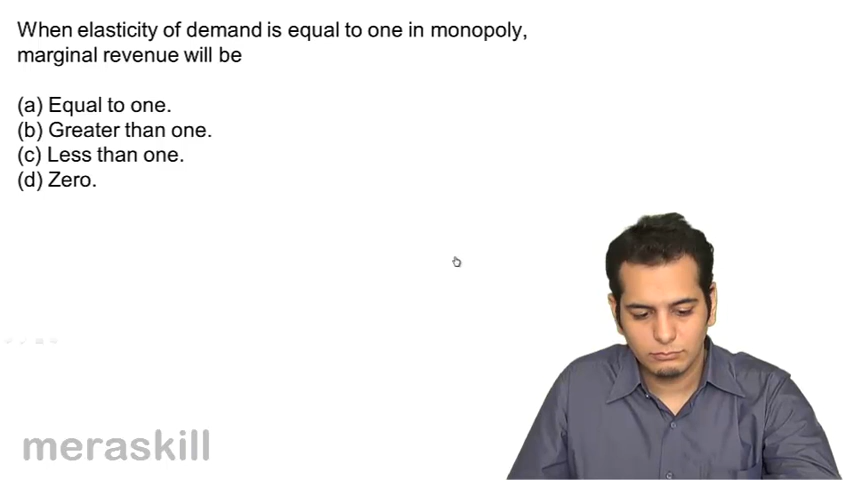 When elasticity of demand is equal to one in monopoly,
marginal revenue will be
(a) Equal to one.
(b) Greater than one.
(c) Less than one.
(d) Zero.
meraskill